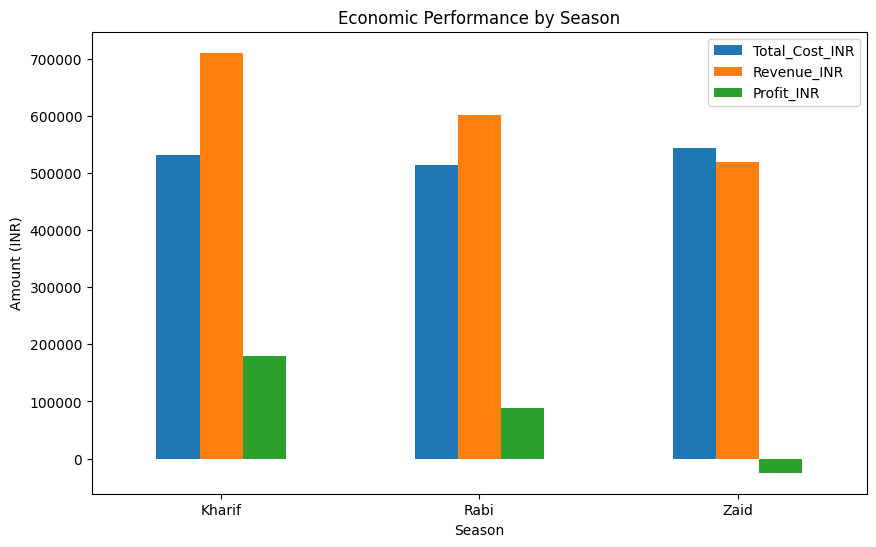 Economic Performance by Season
Total_Cost_INR
Revenue_INR
Profit_INR
Amount (INR)
700000
600000
500000
400000
300000
200000
100000
0
Kharif
Rabi
Zaid
Season